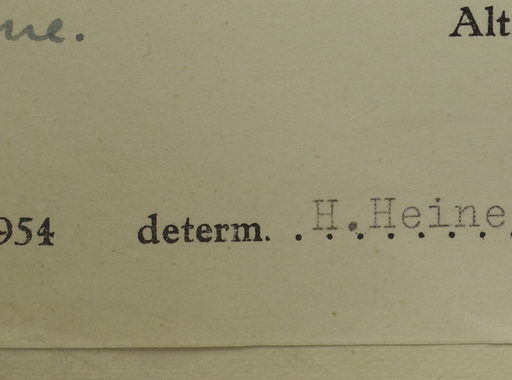 ne.
Alt
954 determ. H.Heine